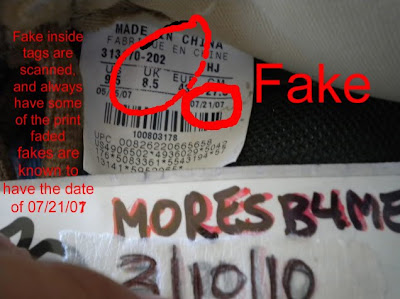 Fake inside
tags are
scanned,
and always
have some
of the print
faded
fakes are
known to
have the date
of 07/21/07
MADE IN CHINA
FABRIQUE EN CHINE
313170-202
UK
8.5
07/21/07
100803178
UPC 00826220665658
Fake
MORESB4ME
2/10/10